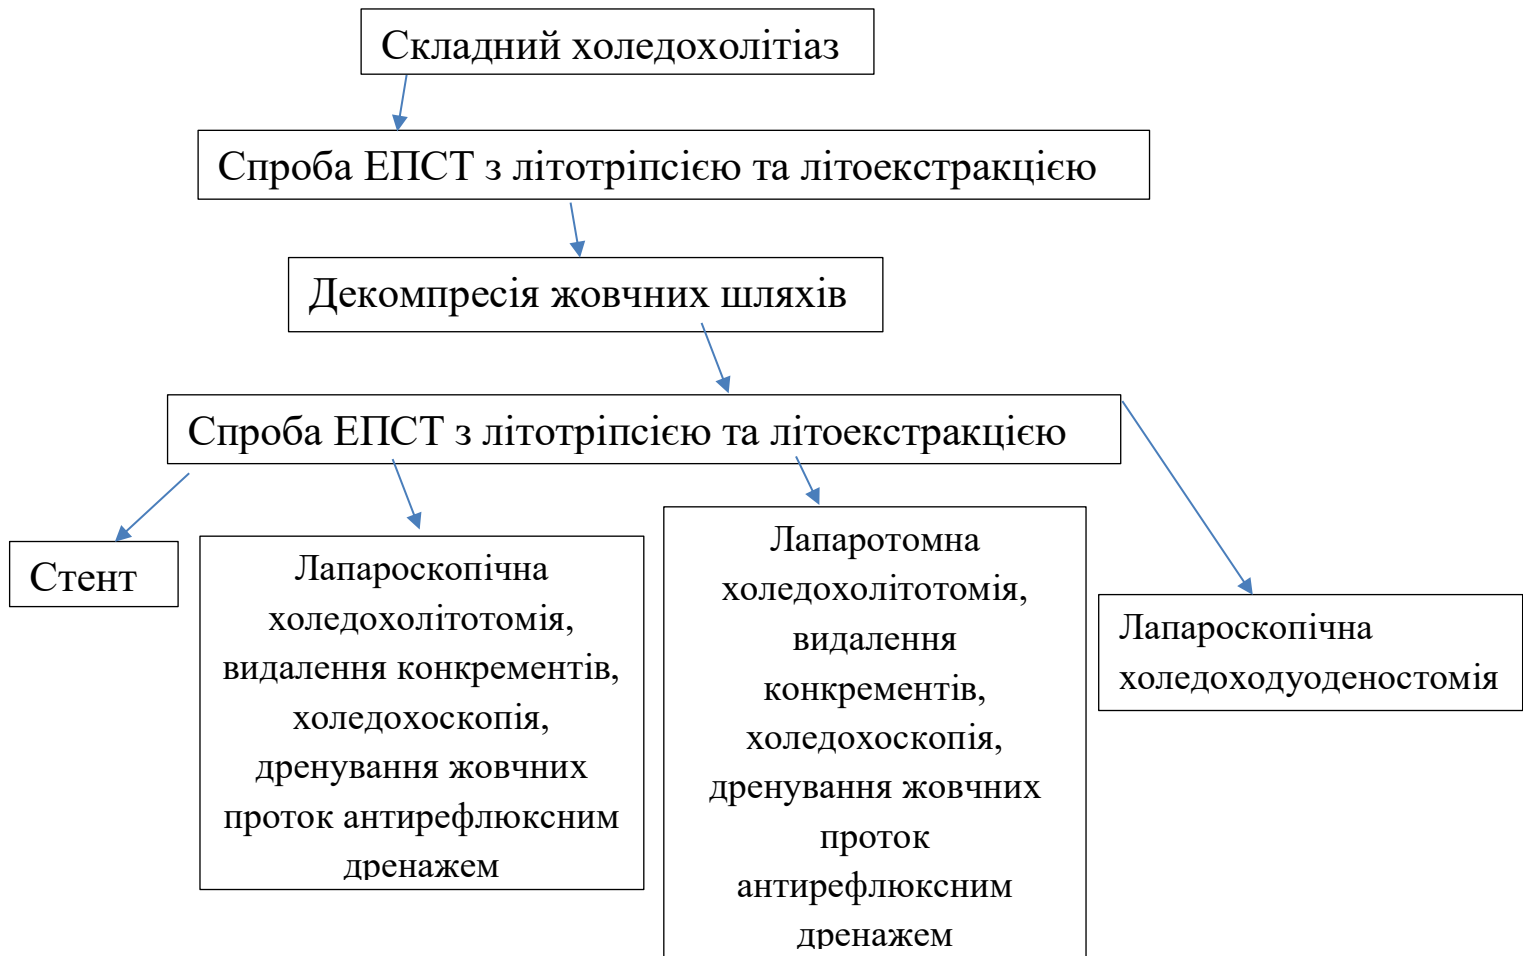 Складний холедохолітіаз
Спроба ЕПСТ з літотріпсією та літоекстракцією
Декомпресія жовчних шляхів
Спроба ЕПСТ з літотріпсією та літоекстракцією
Стент
Лапароскопічна
холедохолітотомія,
видалення конкрементів,
холедохоскопія,
дренування жовчних
проток антирефлюксним
дренажем
Лапаротомна
холедохолітотомія,
видалення
конкрементів,
холедохоскопія,
дренування жовчних
проток
антирефлюксним
дренажем
Лапароскопічна
холедоходуоденостомія